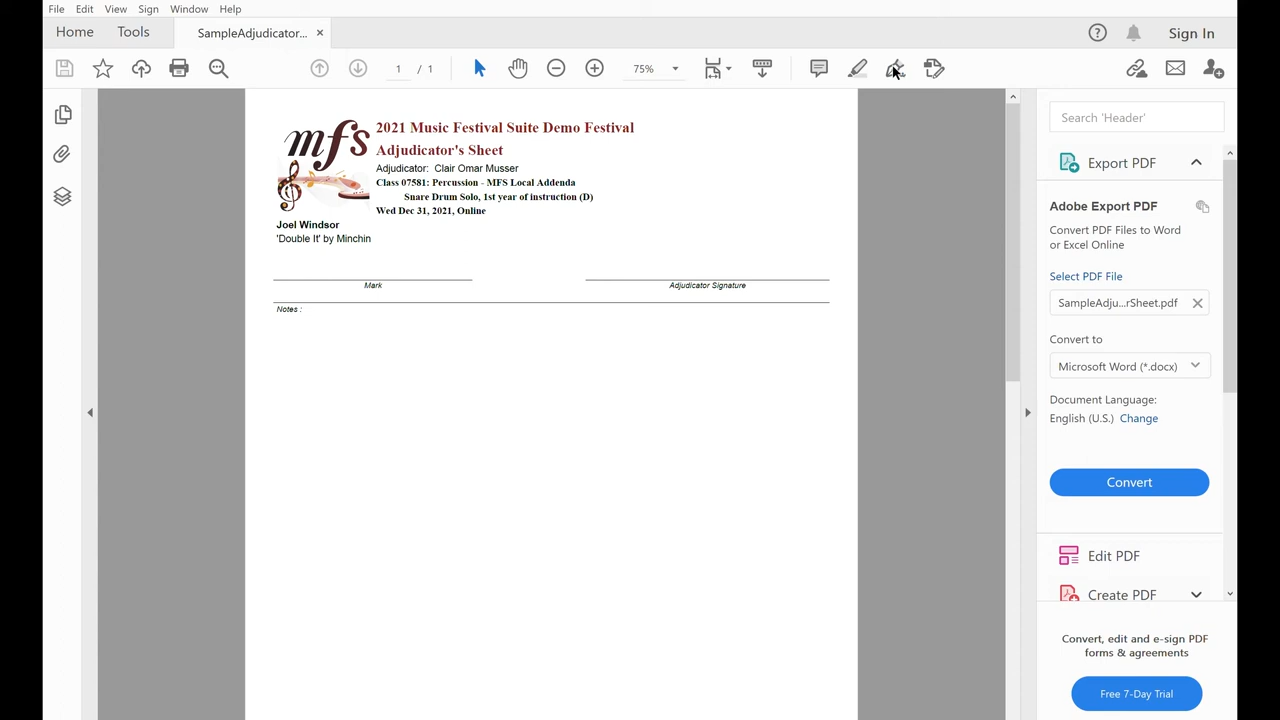 File Edit View Sign Window Help
Home Tools SampleAdjudicator... × ? Sign In
1 / 1 75%
mfs
2021 Music Festival Suite Demo Festival
Adjudicator's Sheet
Adjudicator: Clair Omar Musser
Class 07581: Percussion - MFS Local Addenda
Snare Drum Solo, 1st year of instruction (D)
Wed Dec 31, 2021, Online
Joel Windsor
'Double It' by Minchin
Mark Adjudicator Signature
Notes :
Search 'Header'
Export PDF
Adobe Export PDF
Convert PDF Files to Word
or Excel Online
Select PDF File
SampleAdju...rSheet.pdf
Convert to
Microsoft Word (*.docx)
Document Language:
English (U.S.) Change
Convert
Edit PDF
Create PDF
Convert, edit and e-sign PDF
forms & agreements
Free 7-Day Trial